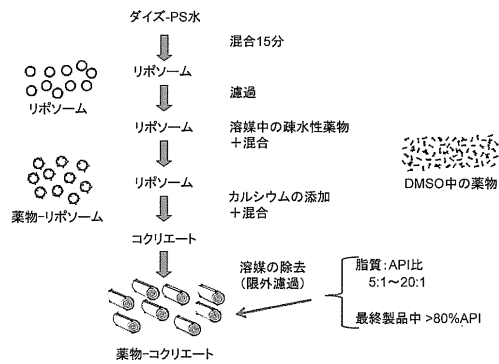 ダイズ-PS水
混合15分
リポソーム
リポソーム
濾過
リポソーム
溶媒中の疎水性薬物
+混合
DMSO中の薬物
リポソーム
薬物-リポソーム
カルシウムの添加
+混合
コクリエート
溶媒の除去
(限外濾過)
脂質:API比
5:1~20:1
最終製品中 >80%API
薬物-コクリエート